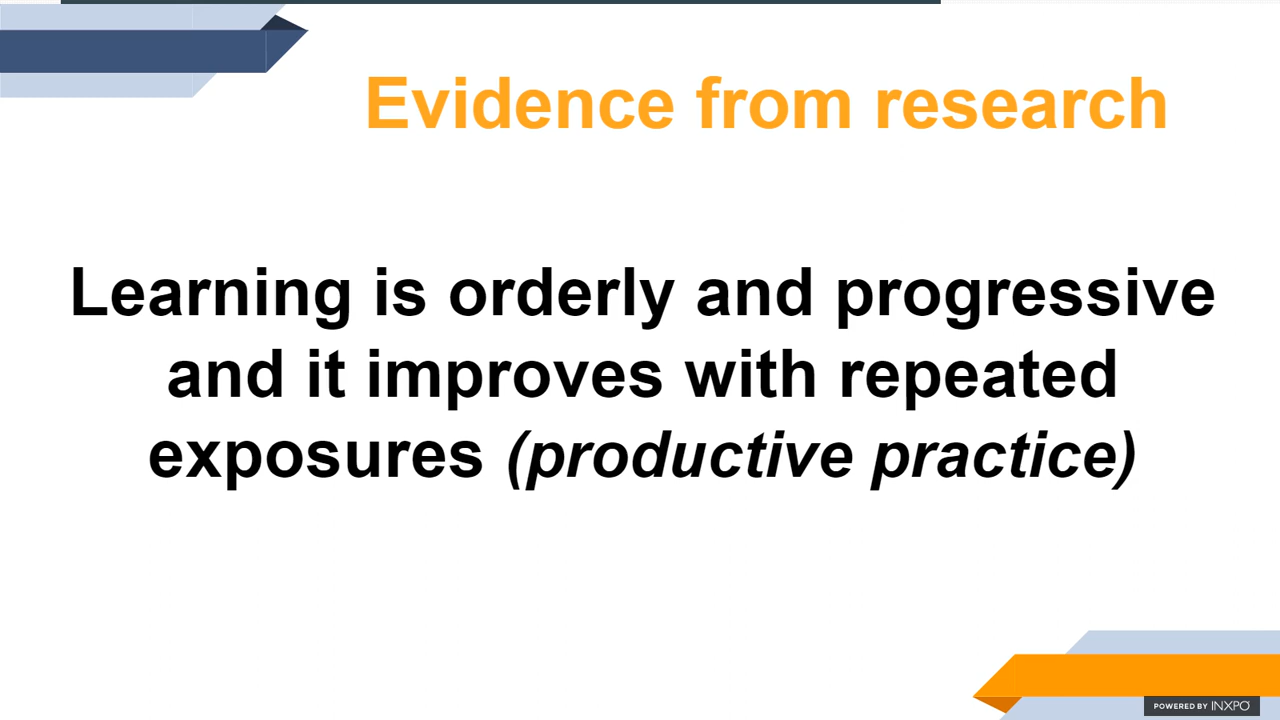 Evidence from research
Learning is orderly and progressive
and it improves with repeated
exposures (productive practice)
POWERED BY INXPO